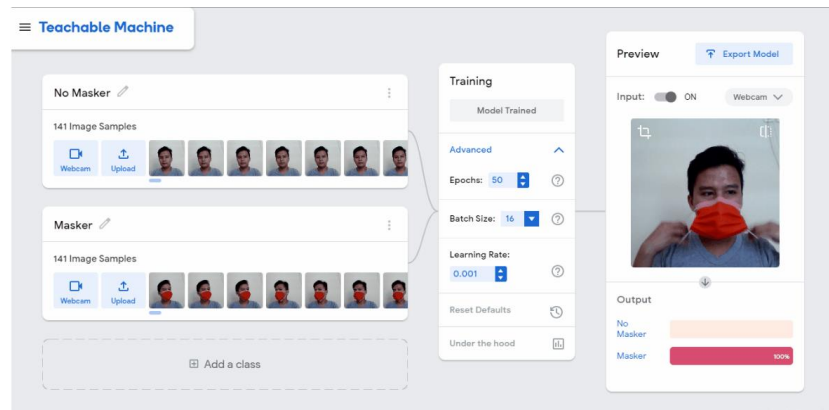 Teachable Machine
No Masker
141 Image Samples
Webcam
Upload
Masker
141 Image Samples
Webcam
Upload
Add a class
Training
Model Trained
Advanced
Epochs: 50
Batch Size: 16
Learning Rate:
0.001
Reset Defaults
Under the hood
Preview
Export Model
Input: ON Webcam
Output
No
Masker
Masker 100%